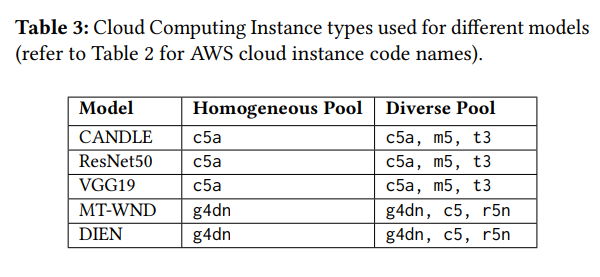 Table 3: Cloud Computing Instance types used for different models
(refer to Table 2 for AWS cloud instance code names).
Model Homogeneous Pool Diverse Pool
CANDLE c5a c5a, m5, t3
ResNet50 c5a c5a, m5, t3
VGG19 c5a c5a, m5, t3
MT-WND g4dn g4dn, c5, r5n
DIEN g4dn g4dn, c5, r5n